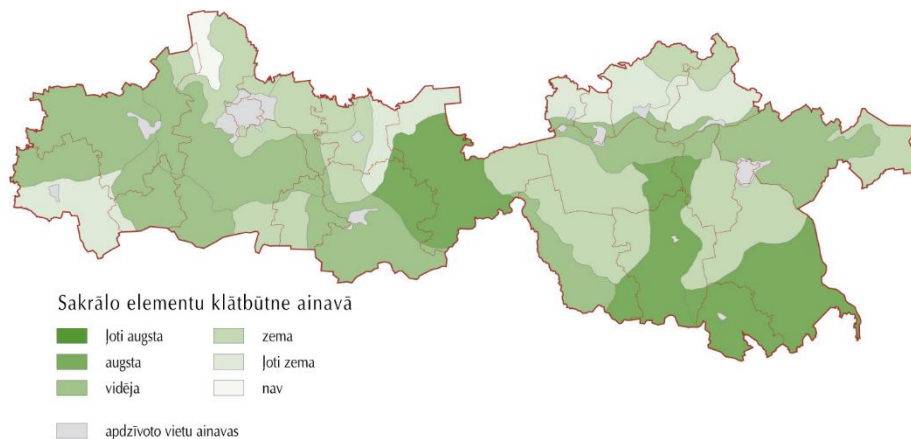 Sakrālo elementu klātbūtne ainavā
ļoti augsta
augsta
vidēja
zema
ļoti zema
nav
apdzīvoto vietu ainavas